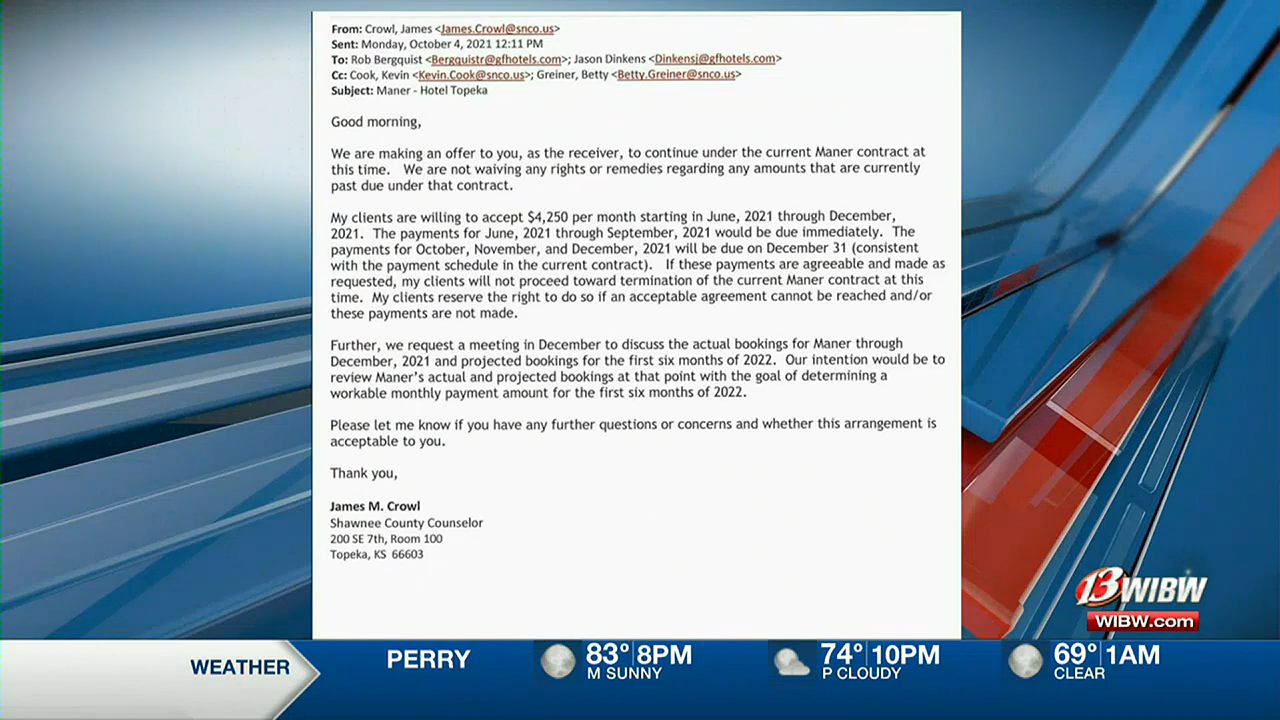 From: Crowl, James <James.Crowl@snco.us>
Sent: Monday, October 4, 2021 12:11 PM
To: Rob Bergquist <Bergquistr@gfhotels.com>; Jason Dinkens <Dinkensj@gfhotels.com>
Cc: Cook, Kevin <Kevin.Cook@snco.us>; Greiner, Betty <Betty.Greiner@snco.us>
Subject: Maner - Hotel Topeka
Good morning,
We are making an offer to you, as the receiver, to continue under the current Maner contract at
this time. We are not waiving any rights or remedies regarding any amounts that are currently
past due under that contract.
My clients are willing to accept $4,250 per month starting in June, 2021 through December,
2021. The payments for June, 2021 through September, 2021 would be due immediately. The
payments for October, November, and December, 2021 will be due on December 31 (consistent
with the payment schedule in the current contract). If these payments are agreeable and made as
requested, my clients will not proceed toward termination of the current Maner contract at this
time. My clients reserve the right to do so if an acceptable agreement cannot be reached and/or
these payments are not made.
Further, we request a meeting in December to discuss the actual bookings for Maner through
December, 2021 and projected bookings for the first six months of 2022. Our intention would be to
review Maner's actual and projected bookings at that point with the goal of determining a
workable monthly payment amount for the first six months of 2022.
Please let me know if you have any further questions or concerns and whether this arrangement is
acceptable to you.
Thank you,
James M. Crowl
Shawnee County Counselor
200 SE 7th, Room 100
Topeka, KS 66603
13 WIBW
WIBW.com
WEATHER
PERRY
83° 8PM
M SUNNY
74° 10PM
P CLOUDY
69° 1AM
CLEAR